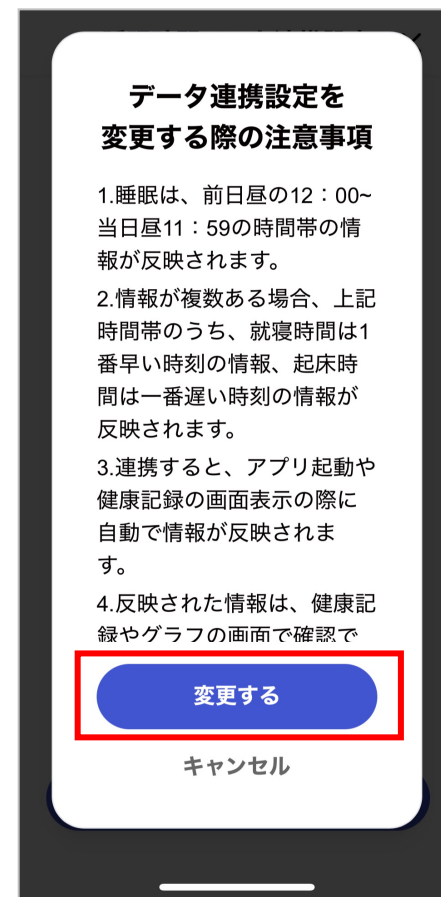 データ連携設定を
変更する際の注意事項
1.睡眠は、前日昼の12：00~
当日昼11：59の時間帯の情
報が反映されます。
2.情報が複数ある場合、上記
時間帯のうち、就寝時間は1
番早い時刻の情報、起床時
間は一番遅い時刻の情報が
反映されます。
3.連携すると、アプリ起動や
健康記録の画面表示の際に
自動で情報が反映されま
す。
4.反映された情報は、健康記
録やグラフの画面で確認で
変更する
キャンセル